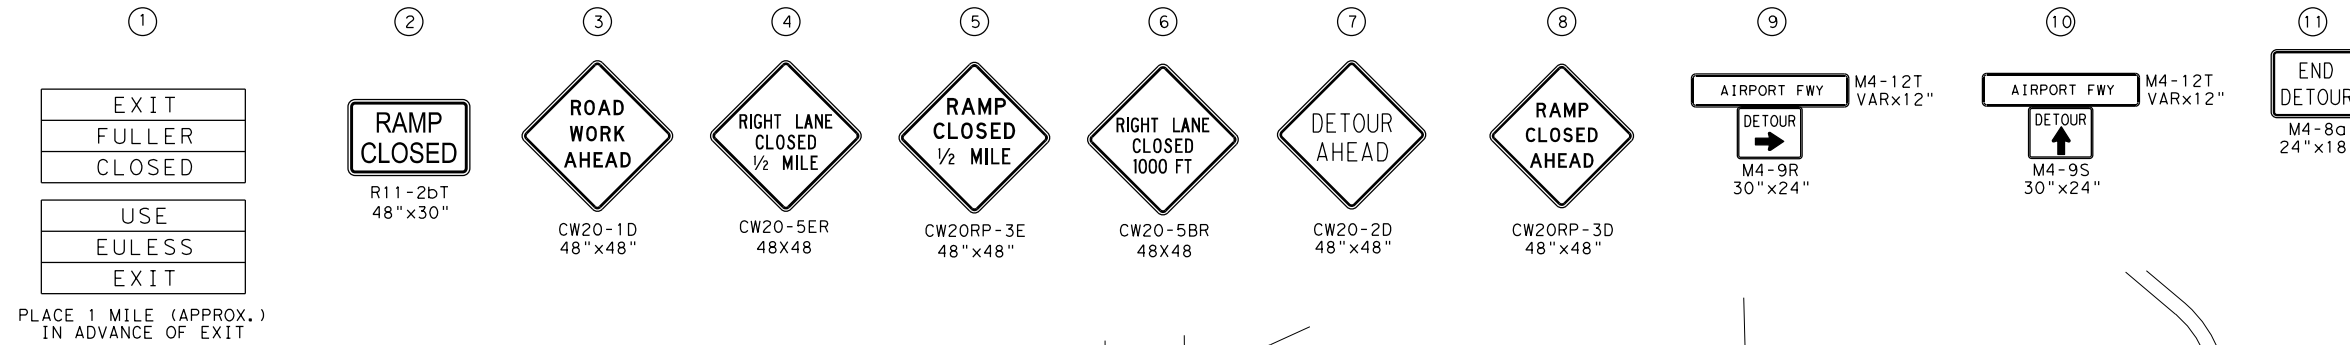 1
EXIT
FULLER
CLOSED
USE
EULESS
EXIT
PLACE 1 MILE (APPROX.)
IN ADVANCE OF EXIT
2
RAMP
CLOSED
R11-2bT
48"x30"
3
ROAD
WORK
AHEAD
CW20-1D
48"x48"
4
RIGHT LANE
CLOSED
½ MILE
CW20-5ER
48X48
5
RAMP
CLOSED
½ MILE
CW20RP-3E
48"x48"
6
RIGHT LANE
CLOSED
1000 FT
CW20-5BR
48X48
7
DETOUR
AHEAD
CW20-2D
48"x48"
8
RAMP
CLOSED
AHEAD
CW20RP-3D
48"x48"
9
AIRPORT FWY
M4-12T
VARx12"
DETOUR
M4-9R
30"x24"
10
AIRPORT FWY
M4-12T
VARx12"
DETOUR
M4-9S
30"x24"
11
END
DETOUR
M4-8a
24"x18